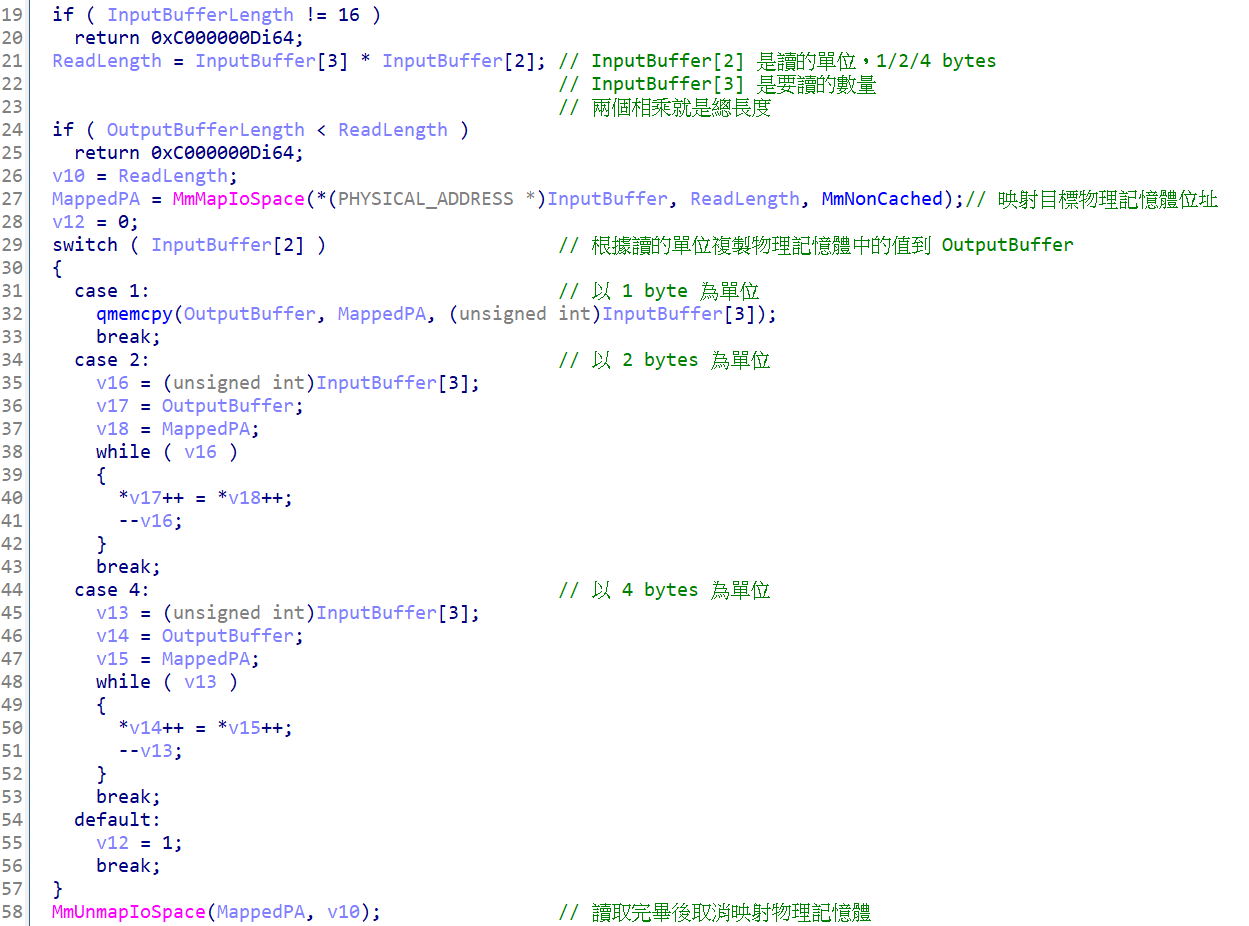 19 if ( InputBufferLength != 16 )
20   return 0xC000000Di64;
21 ReadLength = InputBuffer[3] * InputBuffer[2]; // InputBuffer[2] 是讀的單位，1/2/4 bytes
22                                               // InputBuffer[3] 是要讀的數量
23                                               // 兩個相乘就是總長度
24 if ( OutputBufferLength < ReadLength )
25   return 0xC000000Di64;
26 v10 = ReadLength;
27 MappedPA = MmMapIoSpace(*(PHYSICAL_ADDRESS *)InputBuffer, ReadLength, MmNonCached);// 映射目標物理記憶體位址
28 v12 = 0;
29 switch ( InputBuffer[2] )                     // 根據讀的單位複製物理記憶體中的值到 OutputBuffer
30 {
31   case 1:                                     // 以 1 byte 為單位
32     qmemcpy(OutputBuffer, MappedPA, (unsigned int)InputBuffer[3]);
33     break;
34   case 2:                                     // 以 2 bytes 為單位
35     v16 = (unsigned int)InputBuffer[3];
36     v17 = OutputBuffer;
37     v18 = MappedPA;
38     while ( v16 )
39     {
40       *v17++ = *v18++;
41       --v16;
42     }
43     break;
44   case 4:                                     // 以 4 bytes 為單位
45     v13 = (unsigned int)InputBuffer[3];
46     v14 = OutputBuffer;
47     v15 = MappedPA;
48     while ( v13 )
49     {
50       *v14++ = *v15++;
51       --v13;
52     }
53     break;
54   default:
55     v12 = 1;
56     break;
57 }
58 MmUnmapIoSpace(MappedPA, v10);                // 讀取完畢後取消映射物理記憶體